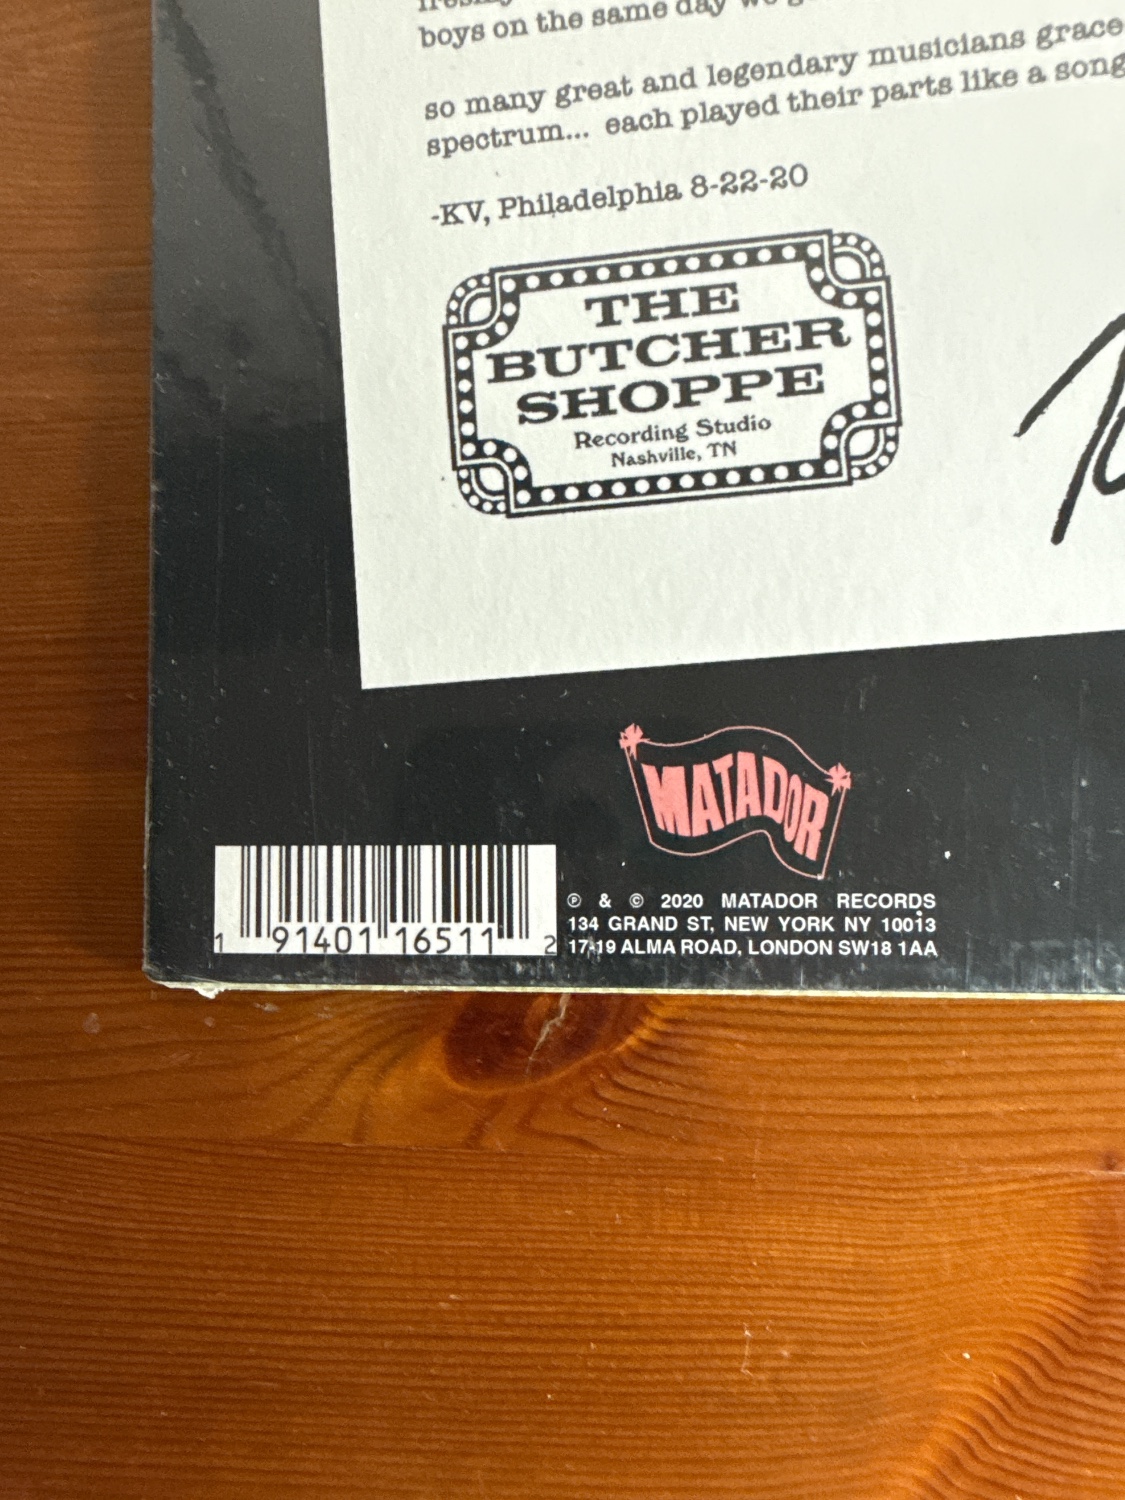 boys on the same day
so many great and legendary musicians grace
spectrum... each played their parts like a song
-KV, Philadelphia 8-22-20
THE
BUTCHER
SHOPPE
Recording Studio
Nashville, TN
MATADOR
℗ & © 2020 MATADOR RECORDS
134 GRAND ST, NEW YORK NY 10013
17-19 ALMA ROAD, LONDON SW18 1AA
1 91401 16511 2